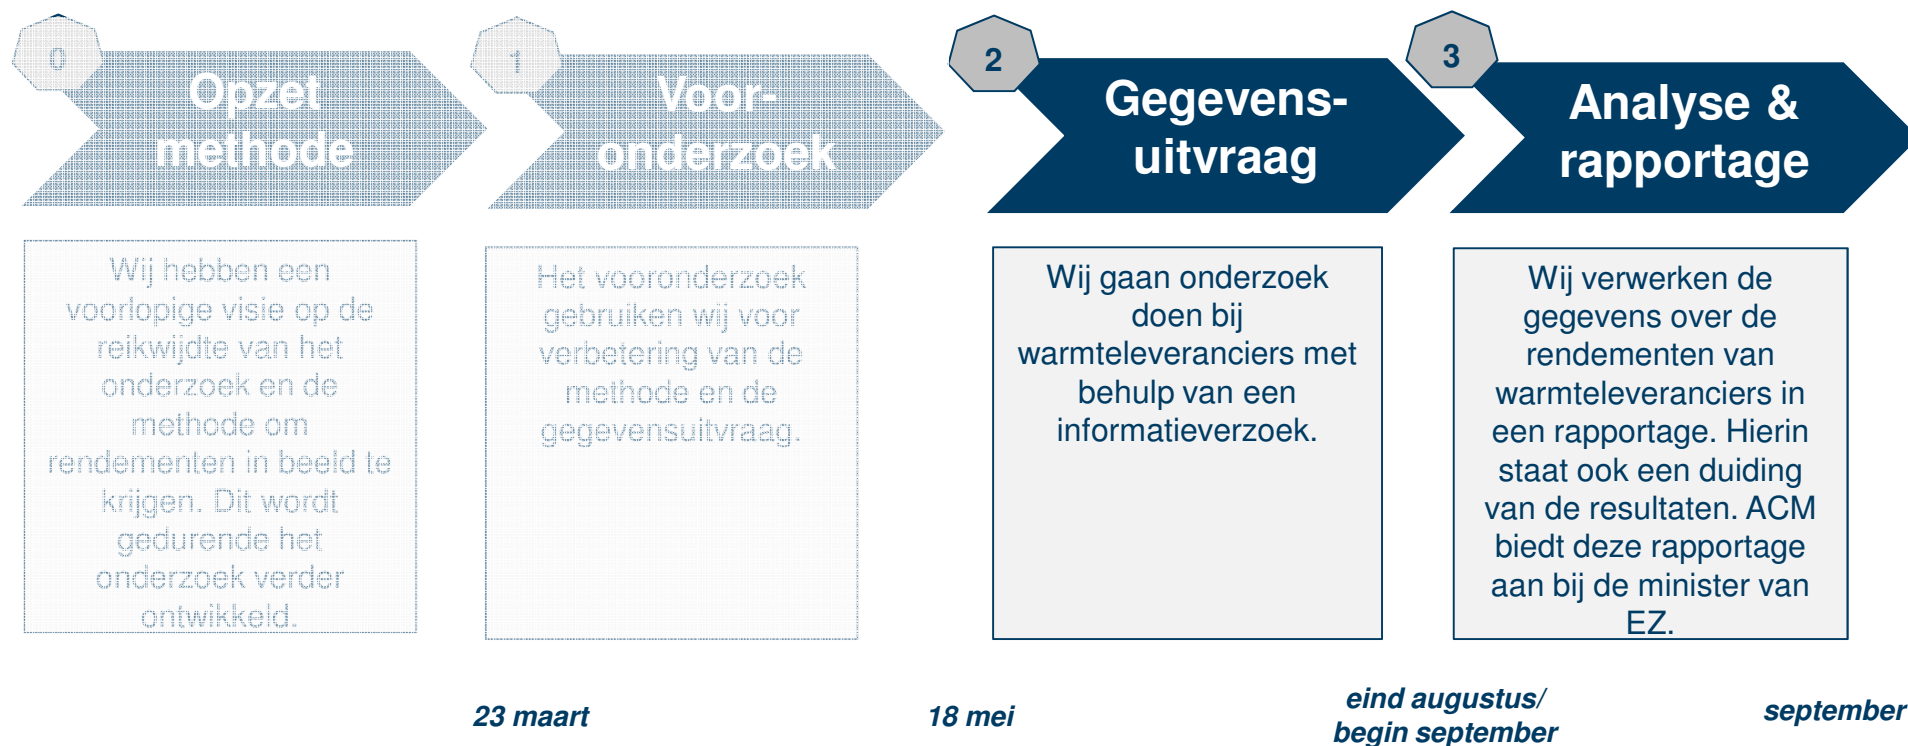 0
Opzet
methode
1
Voor-
onderzoek
2
Gegevens-
uitvraag
3
Analyse &
rapportage
Wij hebben een
voorlopige visie op de
reikwijdte van het
onderzoek en de
methode om
rendementen in beeld te
krijgen. Dit wordt
gedurende het
onderzoek verder
ontwikkeld.
Het vooronderzoek
gebruiken wij voor
verbetering van de
methode en de
gegevensuitvraag.
Wij gaan onderzoek
doen bij
warmteleveranciers met
behulp van een
informatieverzoek.
Wij verwerken de
gegevens over de
rendementen van
warmteleveranciers in
een rapportage. Hierin
staat ook een duiding
van de resultaten. ACM
biedt deze rapportage
aan bij de minister van
EZ.
23 maart
18 mei
eind augustus/
begin september
september